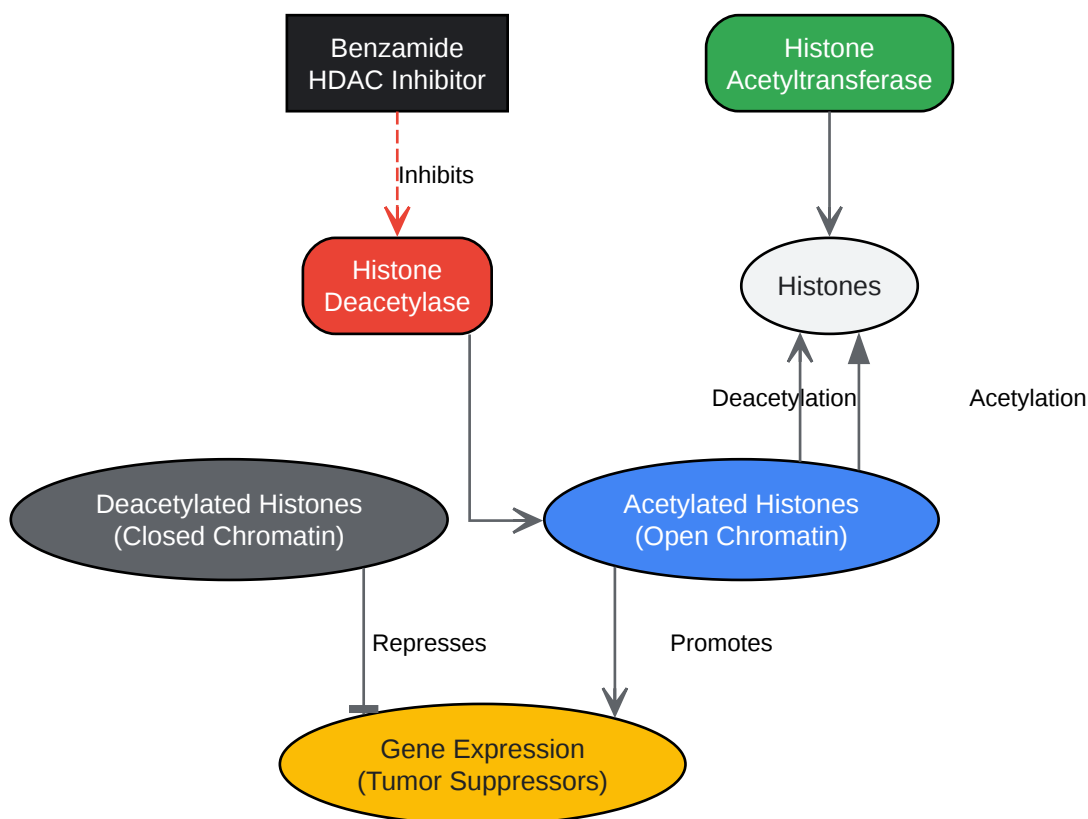 Benzamide
HDAC Inhibitor
Histone
Acetyltransferase
Inhibits
Histone
Deacetylase
Histones
Deacetylation
Acetylation
Deacetylated Histones
(Closed Chromatin)
Acetylated Histones
(Open Chromatin)
Represses
Promotes
Gene Expression
(Tumor Suppressors)